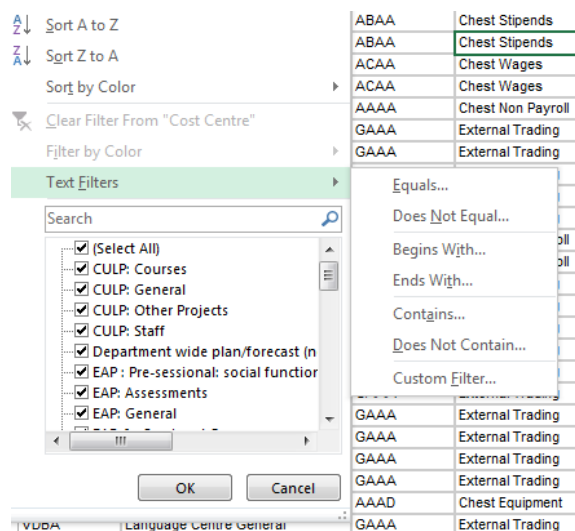 Sort A to Z
Sort Z to A
Sort by Color
Clear Filter From "Cost Centre"
Filter by Color
Text Filters
Search
(Select All)
CULP: Courses
CULP: General
CULP: Other Projects
CULP: Staff
Department wide plan/forecast (n
EAP : Pre-sessional: social function
EAP: Assessments
EAP: General
OK Cancel
VDBA Language Centre General
Equals...
Does Not Equal...
Begins With...
Ends With...
Contains...
Does Not Contain...
Custom Filter...
ABAA Chest Stipends
ABAA Chest Stipends
ACAA Chest Wages
ACAA Chest Wages
AAAA Chest Non Payroll
GAAA External Trading
GAAA External Trading
GAAA External Trading
GAAA External Trading
GAAA External Trading
GAAA External Trading
AAAD Chest Equipment
GAAA External Trading